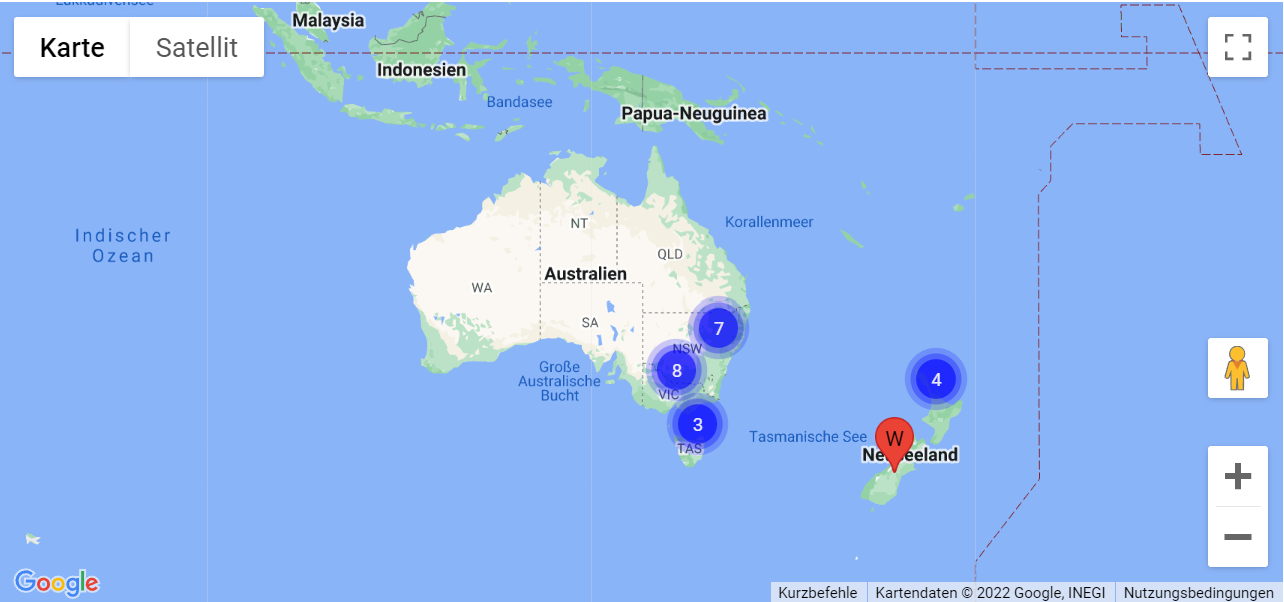 Lakkadivensee
Malaysia
Karte
Satellit
Indonesien
Bandasee
Papua-Neuguinea
NT
Korallenmeer
Indischer
Ozean
QLD
Australien
WA
SA
7
NSW
8
Große
Australische
Bucht
VIC
4
3
Tasmanische See
W
TAS
Google
Kurzbefehle
Kartendaten © 2022 Google, INEGI
Nutzungsbedingungen